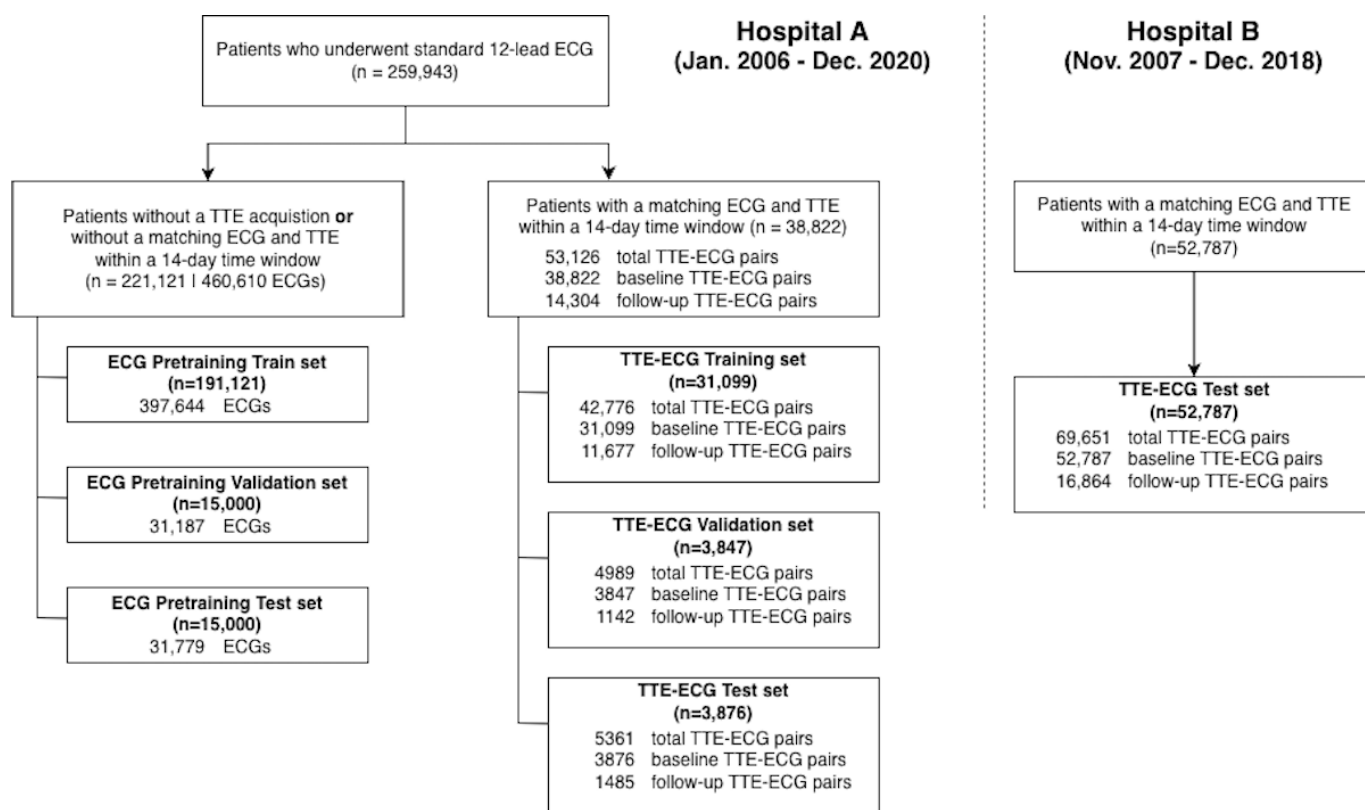 Patients who underwent standard 12-lead ECG
(n = 259,943)
Hospital A
(Jan. 2006 - Dec. 2020)
Hospital B
(Nov. 2007 - Dec. 2018)
Patients without a TTE acquistion or
without a matching ECG and TTE
within a 14-day time window
(n = 221,121 | 460,610 ECGs)
ECG Pretraining Train set
(n=191,121)
397,644 ECGs
ECG Pretraining Validation set
(n=15,000)
31,187 ECGs
ECG Pretraining Test set
(n=15,000)
31,779 ECGs
Patients with a matching ECG and TTE
within a 14-day time window (n = 38,822)
53,126 total TTE-ECG pairs
38,822 baseline TTE-ECG pairs
14,304 follow-up TTE-ECG pairs
TTE-ECG Training set
(n=31,099)
42,776 total TTE-ECG pairs
31,099 baseline TTE-ECG pairs
11,677 follow-up TTE-ECG pairs
TTE-ECG Validation set
(n=3,847)
4989 total TTE-ECG pairs
3847 baseline TTE-ECG pairs
1142 follow-up TTE-ECG pairs
TTE-ECG Test set
(n=3,876)
5361 total TTE-ECG pairs
3876 baseline TTE-ECG pairs
1485 follow-up TTE-ECG pairs
Patients with a matching ECG and TTE
within a 14-day time window
(n=52,787)
TTE-ECG Test set
(n=52,787)
69,651 total TTE-ECG pairs
52,787 baseline TTE-ECG pairs
16,864 follow-up TTE-ECG pairs